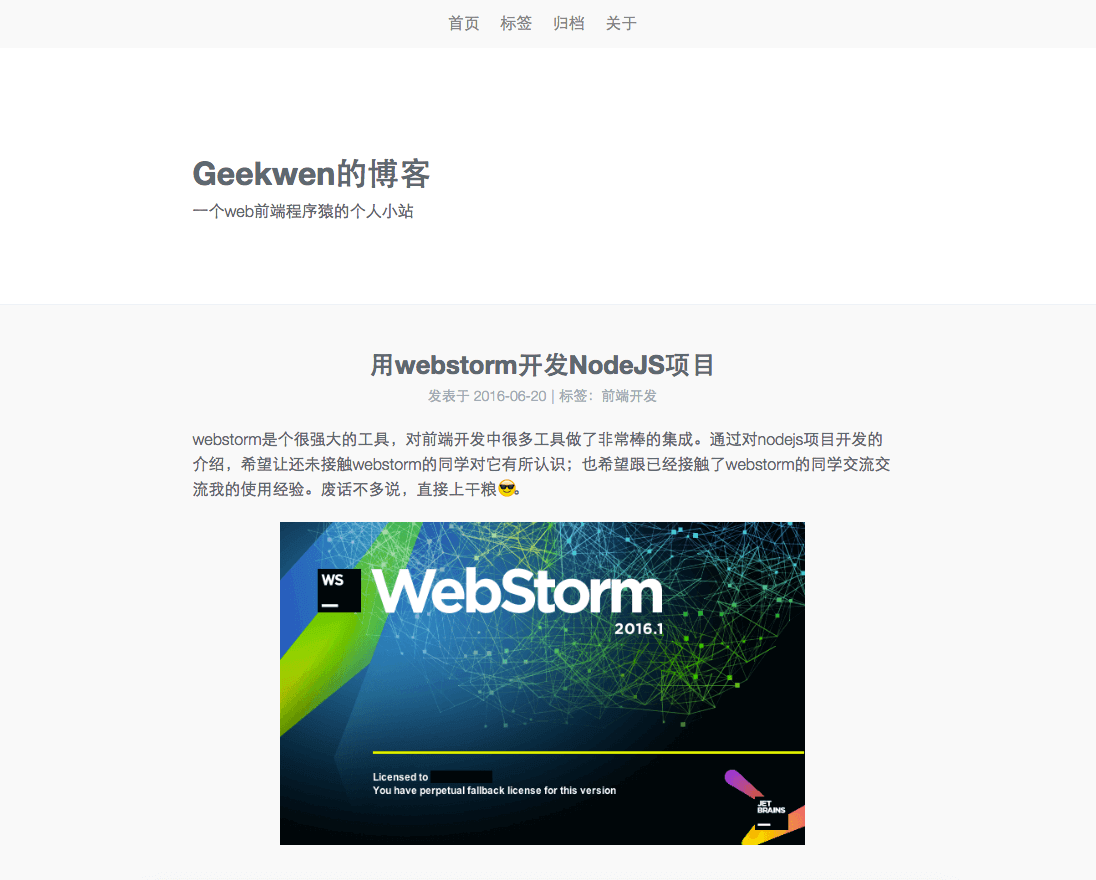 首页 标签 归档 关于
Geekwen的博客
一个web前端程序猿的个人小站
用webstorm开发NodeJS项目
发表于 2016-06-20 | 标签：前端开发
webstorm是个很强大的工具，对前端开发中很多工具做了非常棒的集成。通过对nodejs项目开发的
介绍，希望让还未接触webstorm的同学对它有所认识；也希望跟已经接触了webstorm的同学交流交
流我的使用经验。废话不多说，直接上干粮😎。
WS
WebStorm
2016.1
Licensed to
You have perpetual fallback license for this version
JET
BRAINS